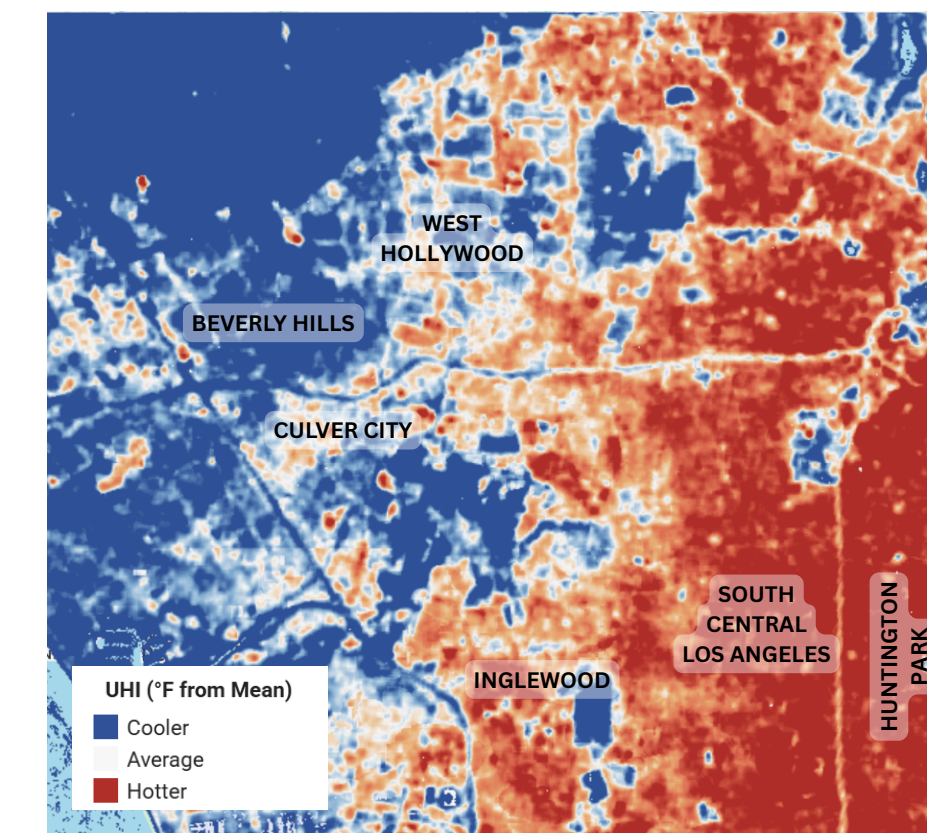 WEST
HOLLYWOOD
BEVERLY HILLS
CULVER CITY
SOUTH
CENTRAL
LOS ANGELES
HUNTINGTON
PARK
INGLEWOOD
UHI (°F from Mean)
Cooler
Average
Hotter